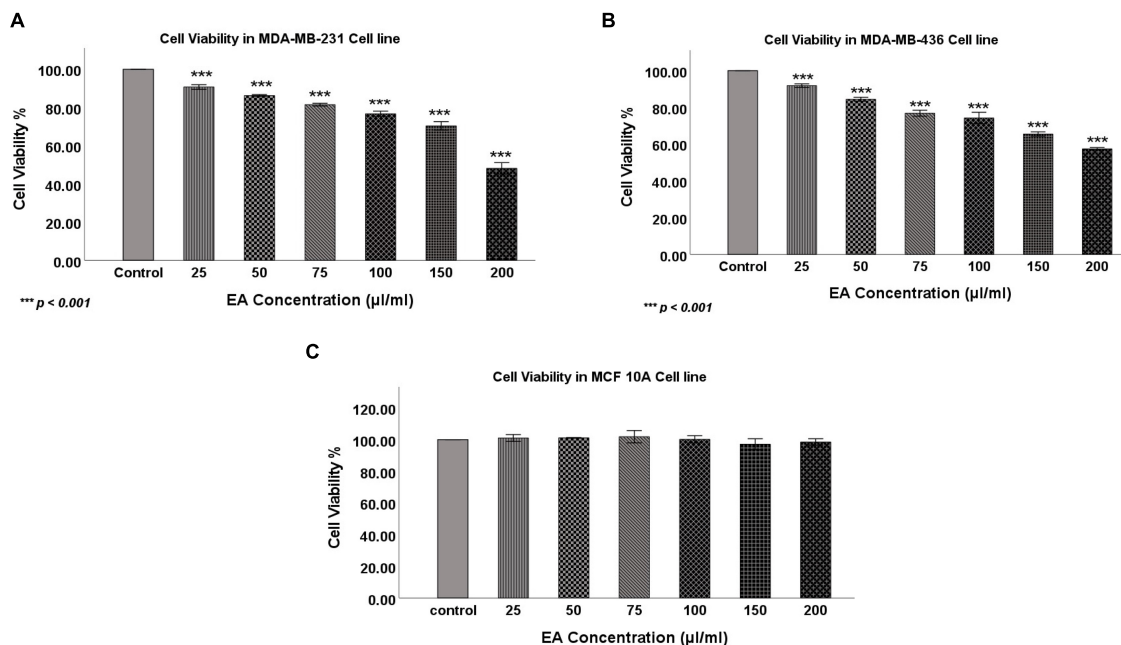 A
Cell Viability in MDA-MB-231 Cell line
Cell Viability %
100.00
80.00
60.00
40.00
20.00
0.00
***
***
***
***
***
***
Control 25 50 75 100 150 200
EA Concentration (µl/ml)
*** p < 0.001
B
Cell Viability in MDA-MB-436 Cell line
Cell Viability %
100.00
80.00
60.00
40.00
20.00
0.00
***
***
***
***
***
***
Control 25 50 75 100 150 200
EA Concentration (µl/ml)
*** p < 0.001
C
Cell Viability in MCF 10A Cell line
Cell Viability %
120.00
100.00
80.00
60.00
40.00
20.00
0.00
control 25 50 75 100 150 200
EA Concentration (µl/ml)